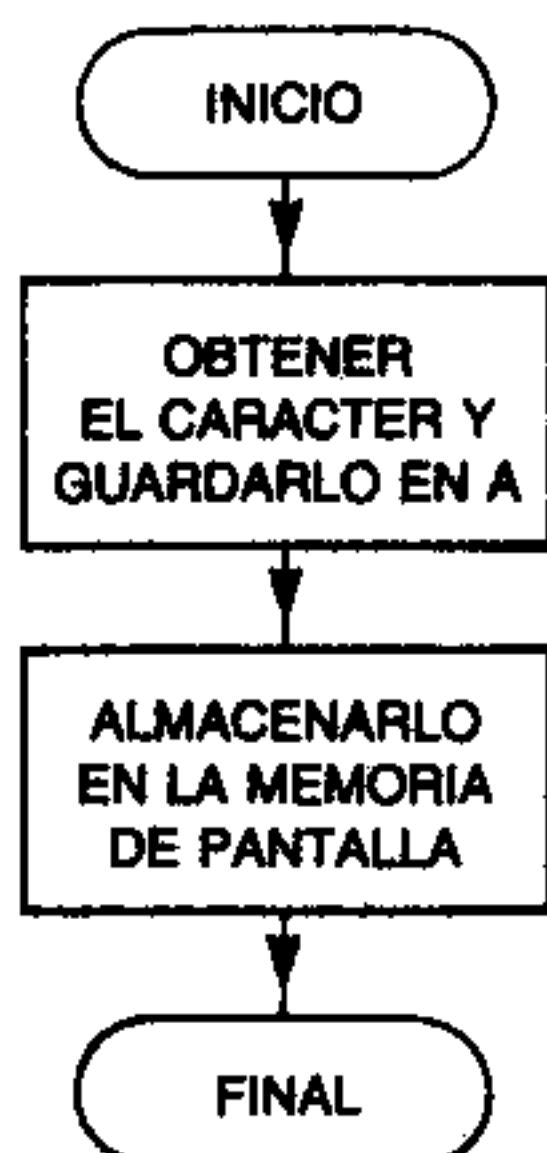 INICIO
OBTENER
EL CARACTER Y
GUARDARLO EN A
ALMACENARLO
EN LA MEMORIA
DE PANTALLA
FINAL